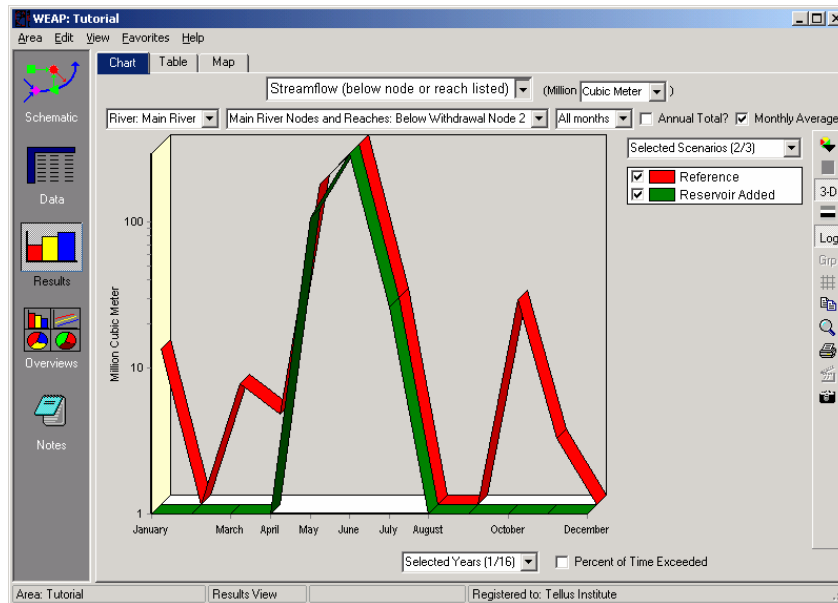 WEAP: Tutorial
Area Edit View Favorites Help
Schematic
Data
Results
Overviews
Notes
Chart Table Map
Streamflow (below node or reach listed) (Million Cubic Meter )
River: Main River Main River Nodes and Reaches: Below Withdrawal Node 2 All months Annual Total? Monthly Average
Selected Scenarios (2/3)
Reference
Reservoir Added
3-D
Log
Grp
Million Cubic Meter
100
10
1
January March April May June July August October December
Selected Years (1/16) Percent of Time Exceeded
Area: Tutorial Results View Registered to: Tellus Institute